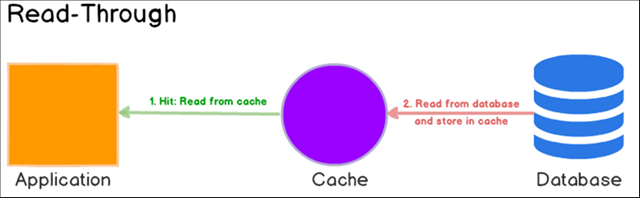 Read-Through
1. Hit: Read from cache
2. Read from database
and store in cache
Application
Cache
Database